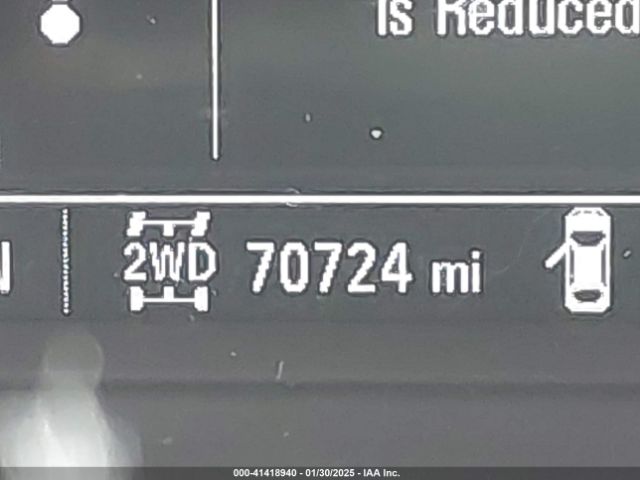 Is Reduced
2WD 70724 mi
000-41418940 - 01/30/2025 - IAA Inc.